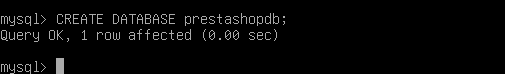 mysql> CREATE DATABASE prestashopdb;
Query OK, 1 row affected (0.00 sec)
mysql>